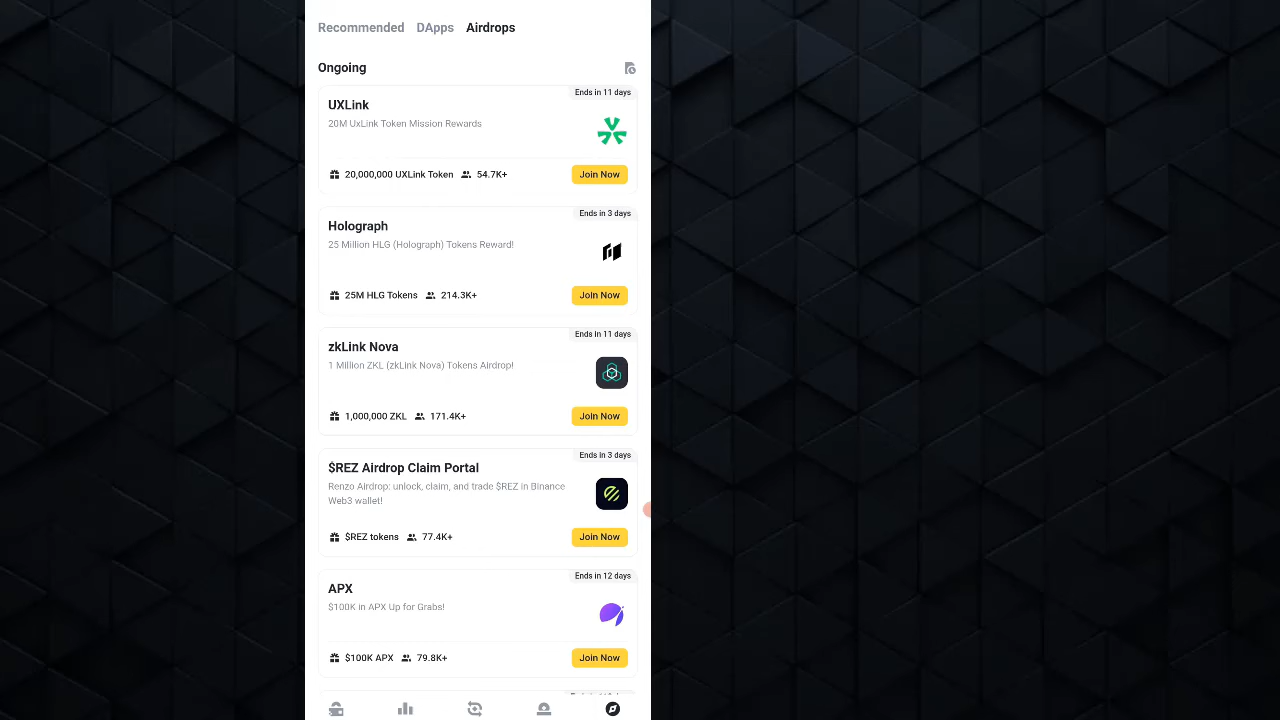 Recommended DApps Airdrops
Ongoing
Ends in 11 days
UXLink
20M UxLink Token Mission Rewards
20,000,000 UXLink Token 54.7K+ Join Now
Ends in 3 days
Holograph
25 Million HLG (Holograph) Tokens Reward!
25M HLG Tokens 214.3K+ Join Now
Ends in 11 days
zkLink Nova
1 Million ZKL (zkLink Nova) Tokens Airdrop!
1,000,000 ZKL 171.4K+ Join Now
Ends in 3 days
$REZ Airdrop Claim Portal
Renzo Airdrop: unlock, claim, and trade $REZ in Binance
Web3 wallet!
$REZ tokens 77.4K+ Join Now
Ends in 12 days
APX
$100K in APX Up for Grabs!
$100K APX 79.8K+ Join Now